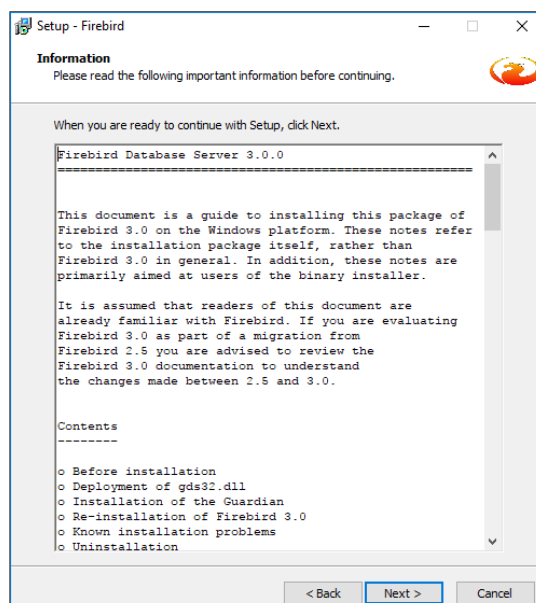 Setup - Firebird
Information
Please read the following important information before continuing.
When you are ready to continue with Setup, click Next.
Firebird Database Server 3.0.0
======================================================
This document is a guide to installing this package of
Firebird 3.0 on the Windows platform. These notes refer
to the installation package itself, rather than
Firebird 3.0 in general. In addition, these notes are
primarily aimed at users of the binary installer.
It is assumed that readers of this document are
already familiar with Firebird. If you are evaluating
Firebird 3.0 as part of a migration from
Firebird 2.5 you are advised to review the
Firebird 3.0 documentation to understand
the changes made between 2.5 and 3.0.
Contents
--------
o Before installation
o Deployment of gds32.dll
o Installation of the Guardian
o Re-installation of Firebird 3.0
o Known installation problems
o Uninstallation
< Back Next > Cancel